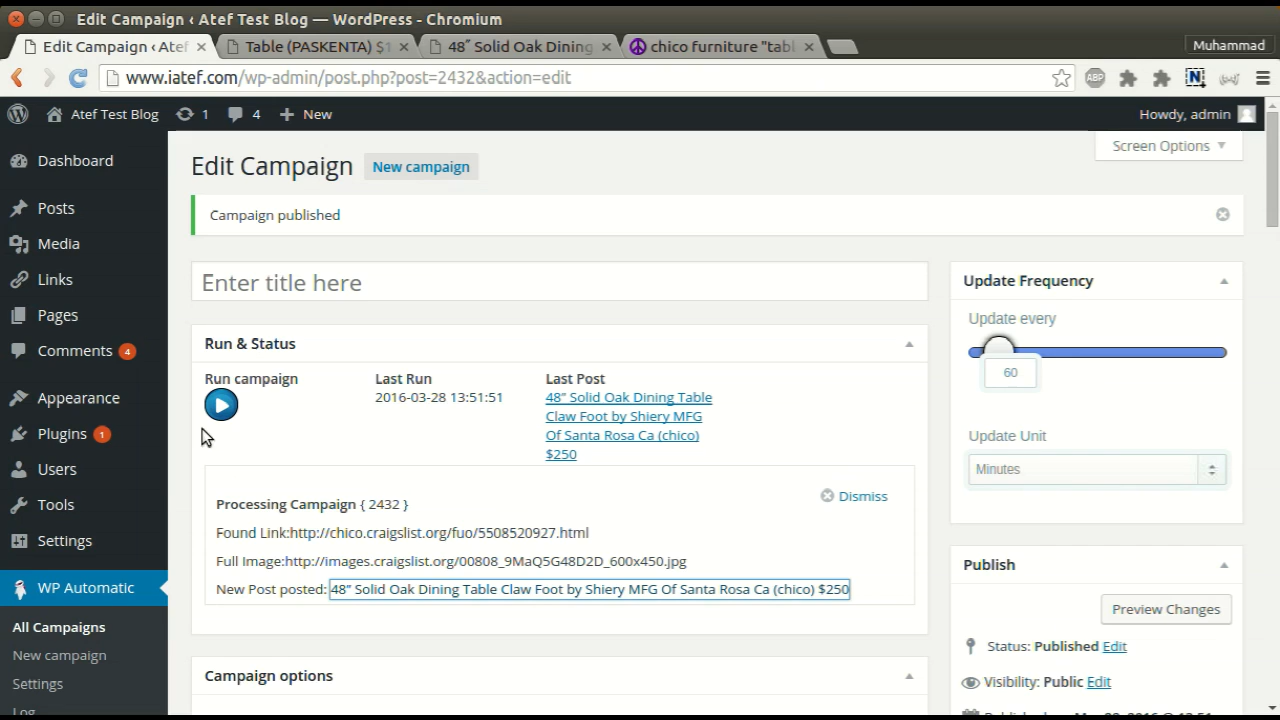 Edit Campaign ‹ Atef Test Blog — WordPress - Chromium
Edit Campaign ‹ Atef
Table (PASKENTA) $1
48″ Solid Oak Dining
chico furniture "tabl
Muhammad
www.iatef.com/wp-admin/post.php?post=2432&action=edit
ABP
N
Atef Test Blog
1
4
New
Howdy, admin
Dashboard
Posts
Media
Links
Pages
Comments 4
Appearance
Plugins 1
Users
Tools
Settings
WP Automatic
All Campaigns
New campaign
Settings
Log
Screen Options
Edit Campaign
New campaign
Campaign published
Enter title here
Run & Status
Run campaign
Last Run
2016-03-28 13:51:51
Last Post
48″ Solid Oak Dining Table
Claw Foot by Shiery MFG
Of Santa Rosa Ca (chico)
$250
Dismiss
Processing Campaign { 2432 }
Found Link:http://chico.craigslist.org/fuo/5508520927.html
Full Image:http://images.craigslist.org/00808_9MaQ5G48D2D_600x450.jpg
New Post posted: 48″ Solid Oak Dining Table Claw Foot by Shiery MFG Of Santa Rosa Ca (chico) $250
Campaign options
Update Frequency
Update every
60
Update Unit
Minutes
Publish
Preview Changes
Status: Published Edit
Visibility: Public Edit